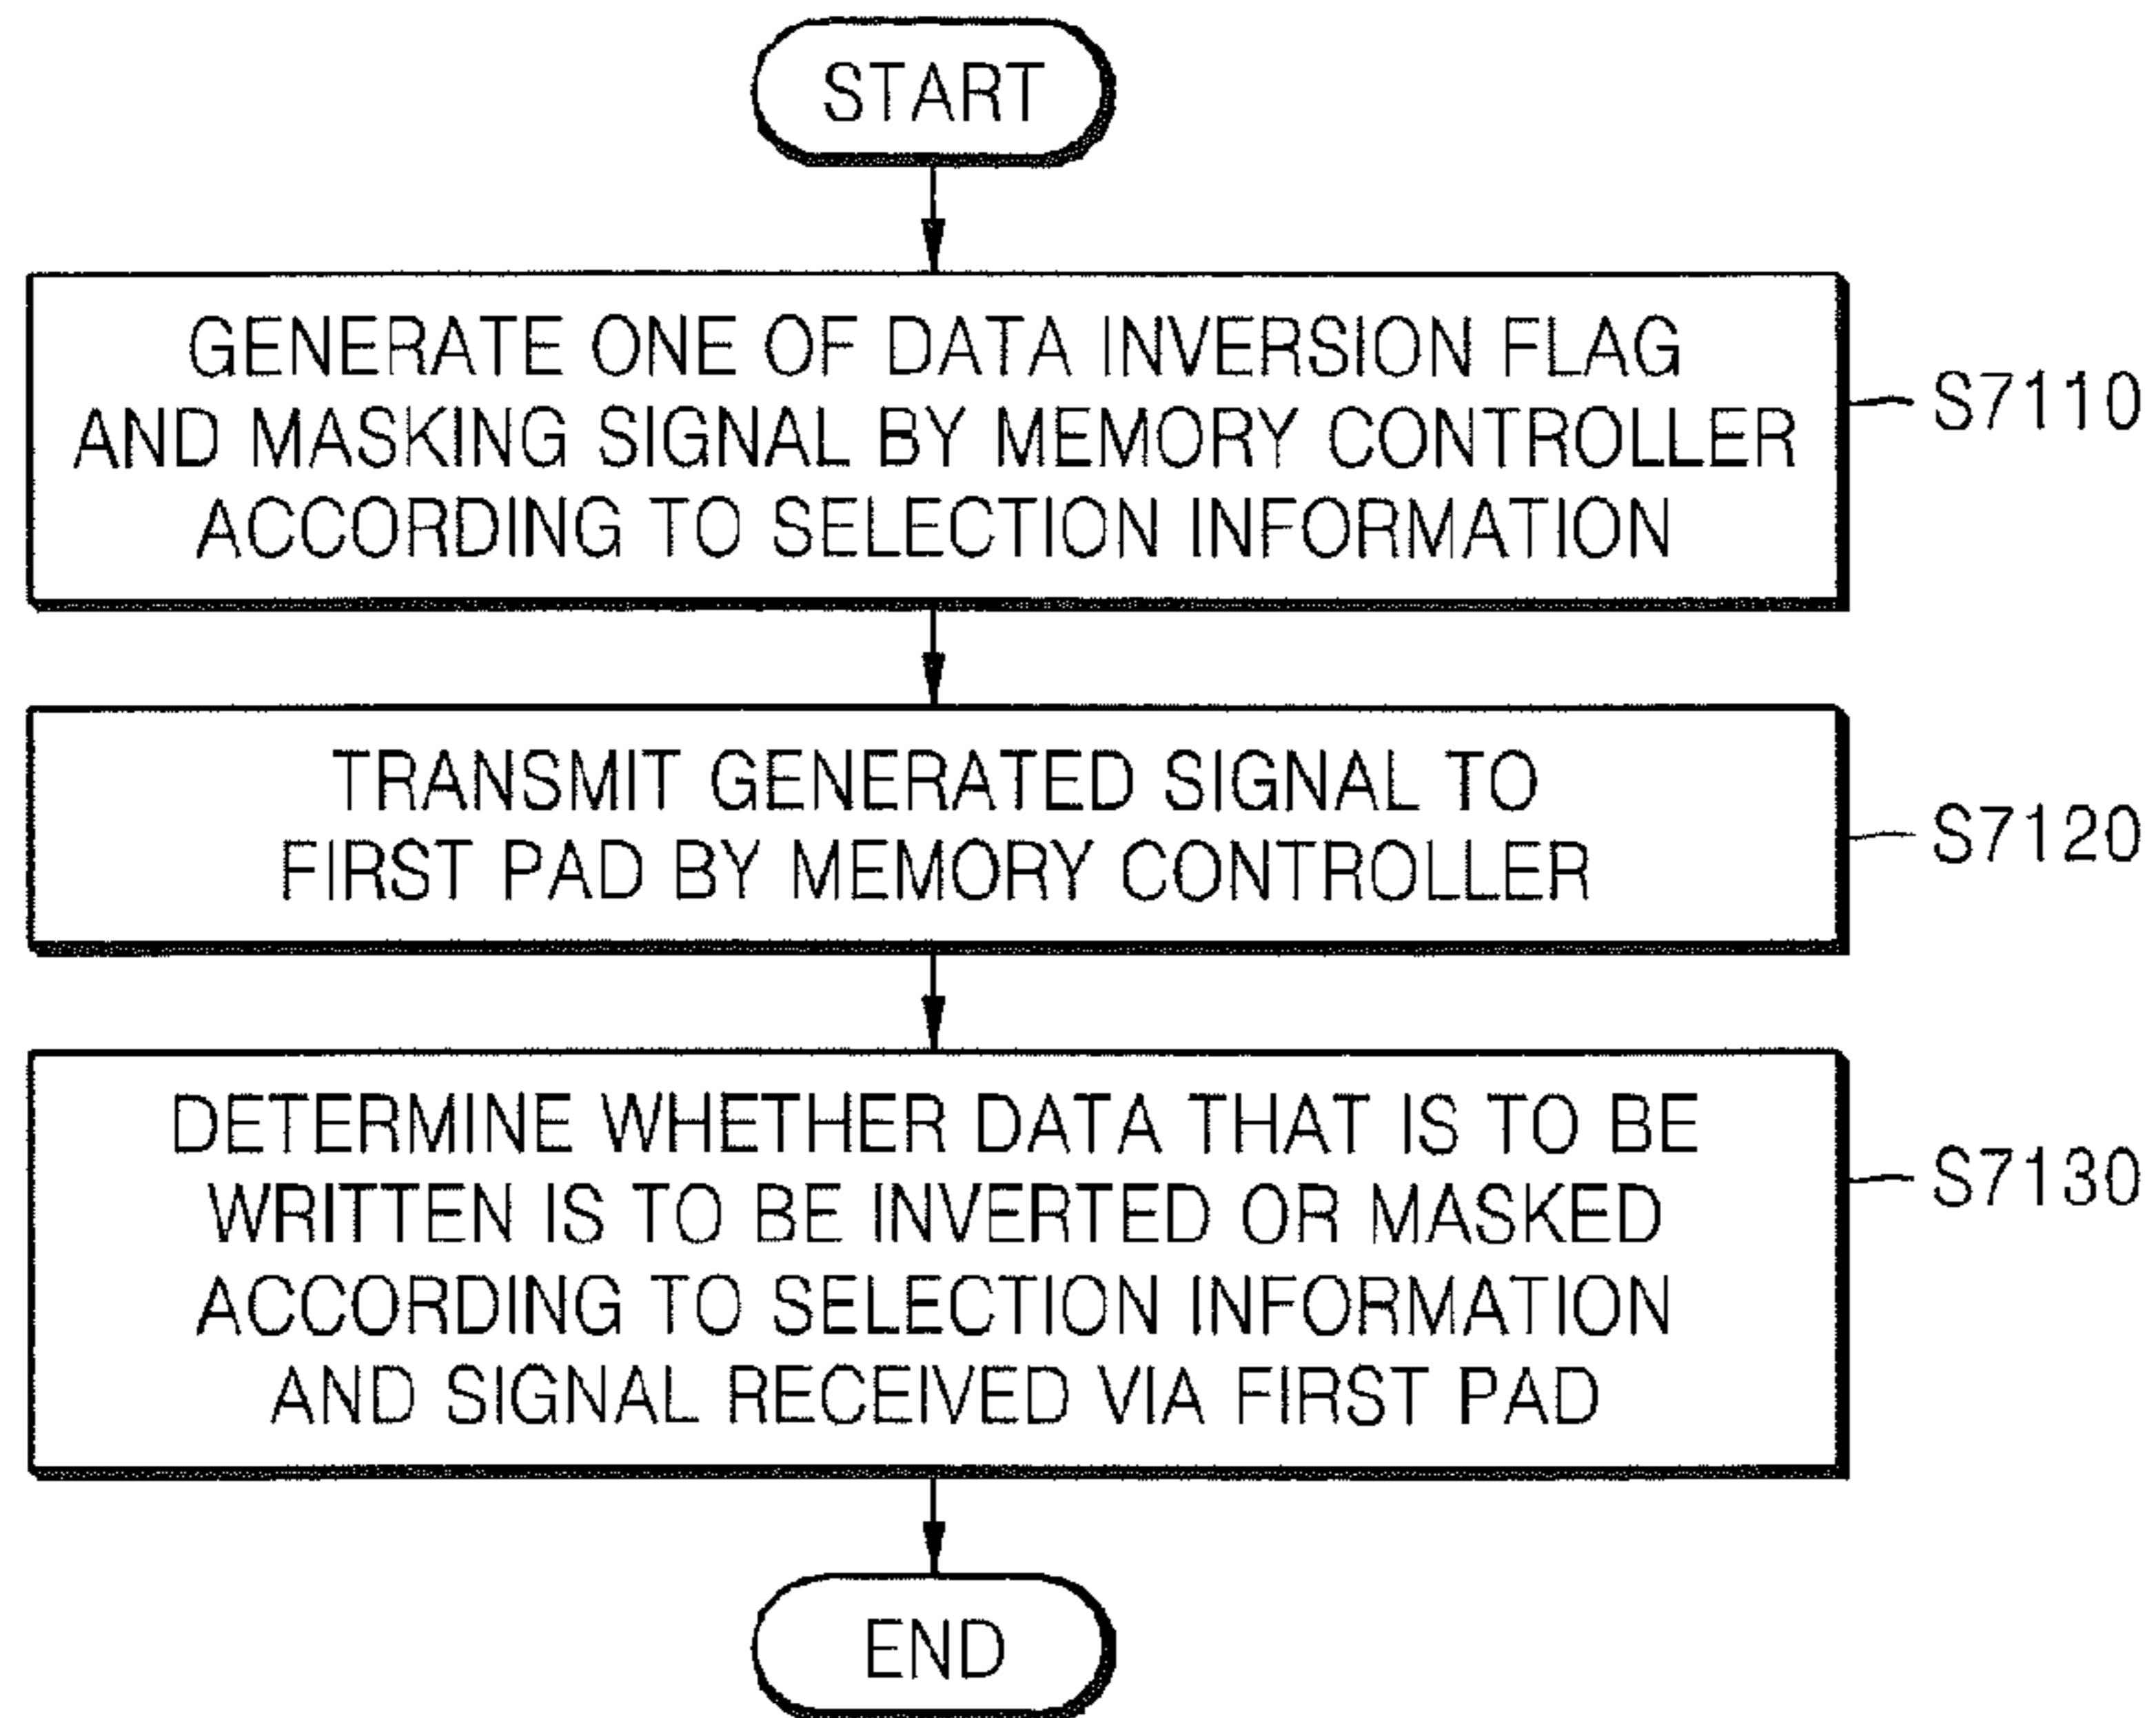 START
GENERATE ONE OF DATA INVERSION FLAG
AND MASKING SIGNAL BY MEMORY CONTROLLER
ACCORDING TO SELECTION INFORMATION
S7110
TRANSMIT GENERATED SIGNAL TO
FIRST PAD BY MEMORY CONTROLLER
S7120
DETERMINE WHETHER DATA THAT IS TO BE
WRITTEN IS TO BE INVERTED OR MASKED
ACCORDING TO SELECTION INFORMATION
AND SIGNAL RECEIVED VIA FIRST PAD
S7130
END